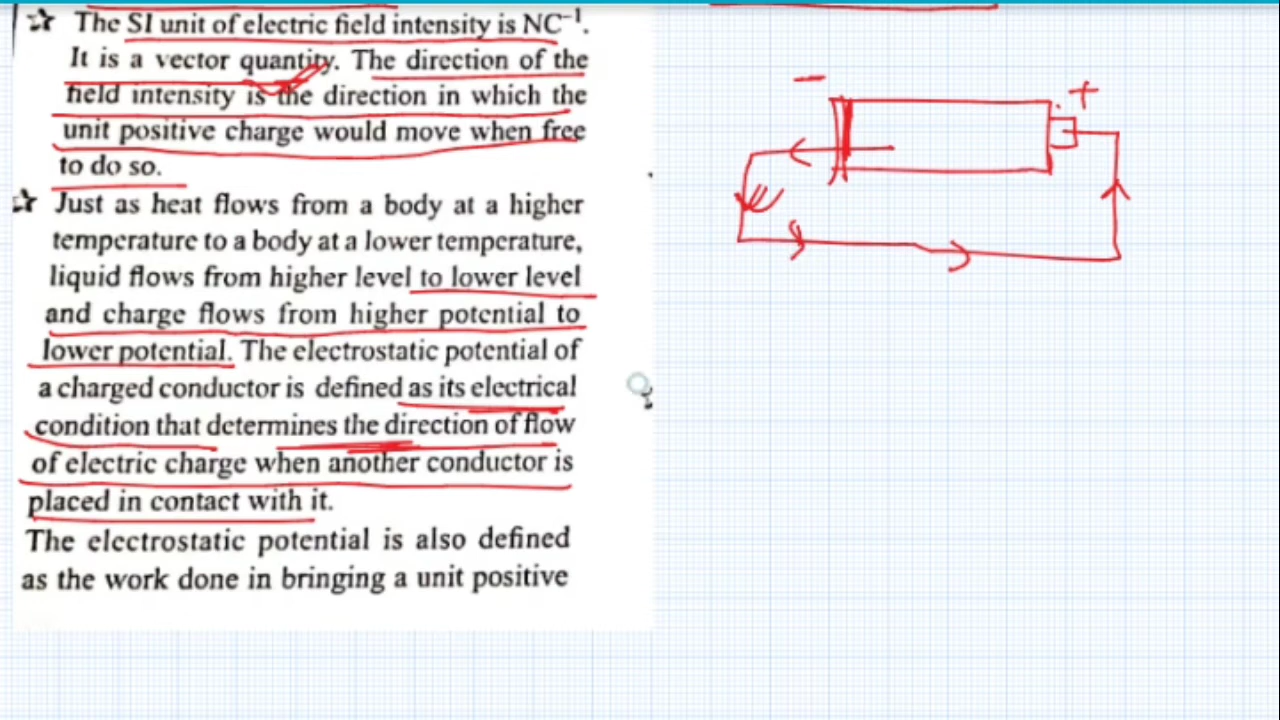 ☆ The SI unit of electric field intensity is NC⁻¹.
It is a vector quantity. The direction of the
field intensity is the direction in which the
unit positive charge would move when free
to do so.
☆ Just as heat flows from a body at a higher
temperature to a body at a lower temperature,
liquid flows from higher level to lower level
and charge flows from higher potential to
lower potential. The electrostatic potential of
a charged conductor is defined as its electrical
condition that determines the direction of flow
of electric charge when another conductor is
placed in contact with it.
The electrostatic potential is also defined
as the work done in bringing a unit positive
−
+